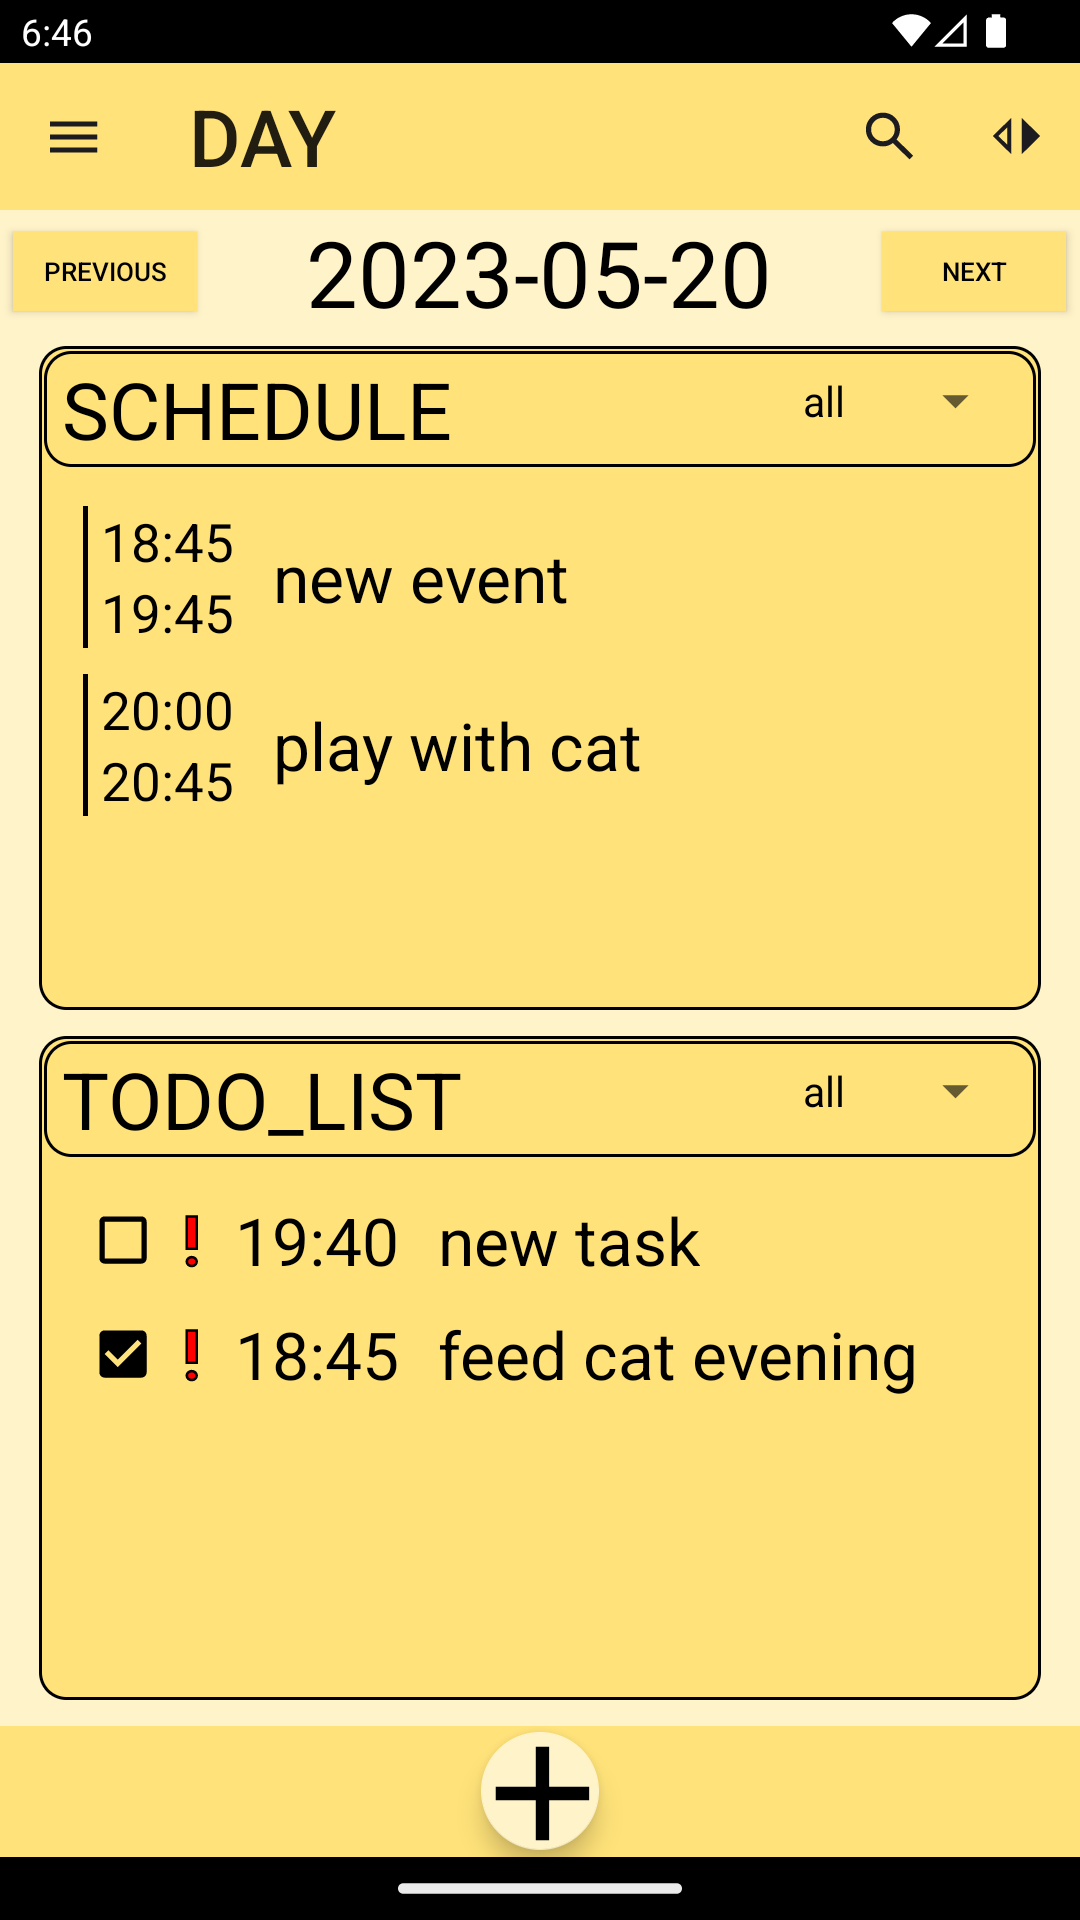 6:46
DAY
PREVIOUS 2023-05-20 NEXT
SCHEDULE all
18:45
19:45
new event
20:00
20:45
play with cat
TODO_LIST all
19:40 new task
18:45 feed cat evening